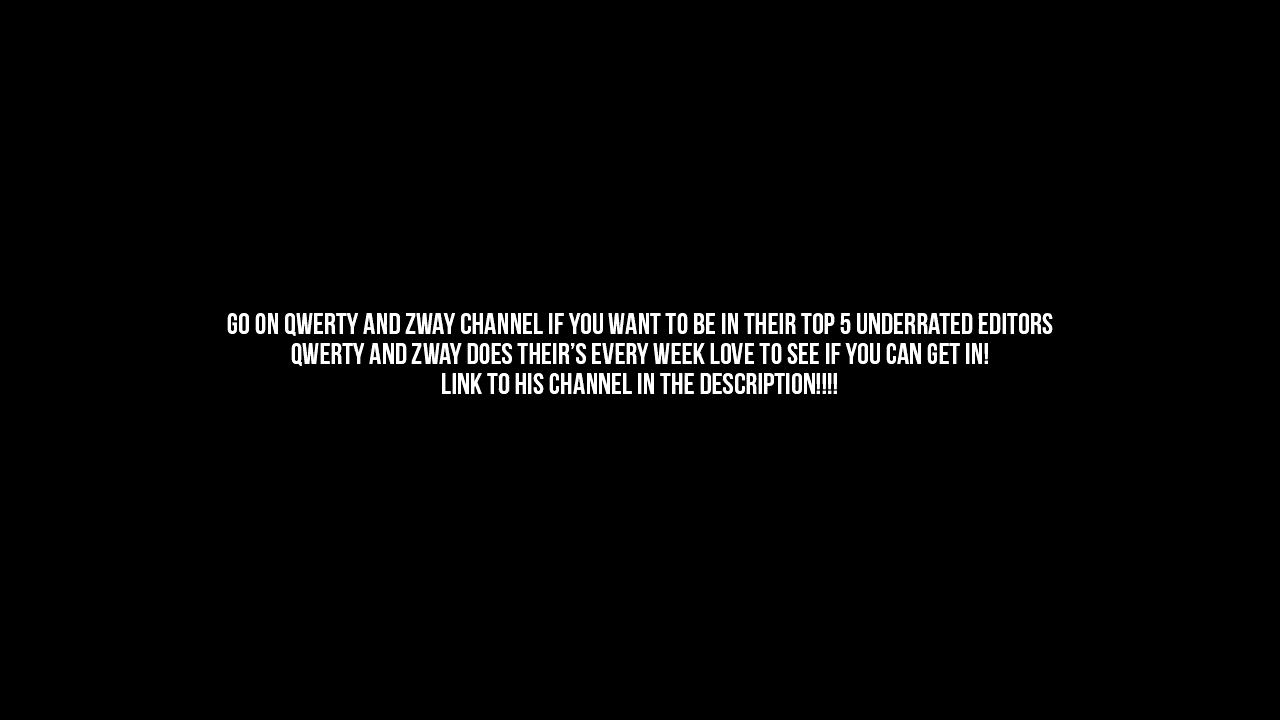 GO ON QWERTY AND ZWAY CHANNEL IF YOU WANT TO BE IN THEIR TOP 5 UNDERRATED EDITORS
QWERTY AND ZWAY DOES THEIR'S EVERY WEEK LOVE TO SEE IF YOU CAN GET IN!
LINK TO HIS CHANNEL IN THE DESCRIPTION!!!!